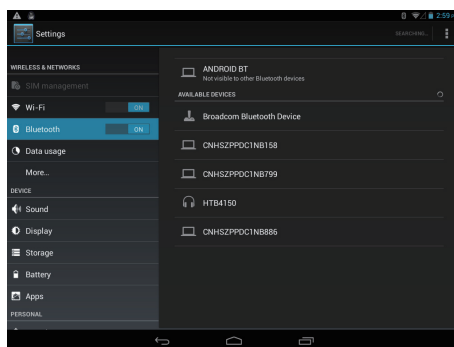 2:59
Settings
SEARCHING...
WIRELESS & NETWORKS
SIM management
Wi-Fi
ON
Bluetooth
ON
Data usage
More...
DEVICE
Sound
Display
Storage
Battery
Apps
PERSONAL
ANDROID BT
Not visible to other Bluetooth devices
AVAILABLE DEVICES
Broadcom Bluetooth Device
CNHSZPPDC1NB158
CNHSZPPDC1NB799
HTB4150
CNHSZPPDC1NB886